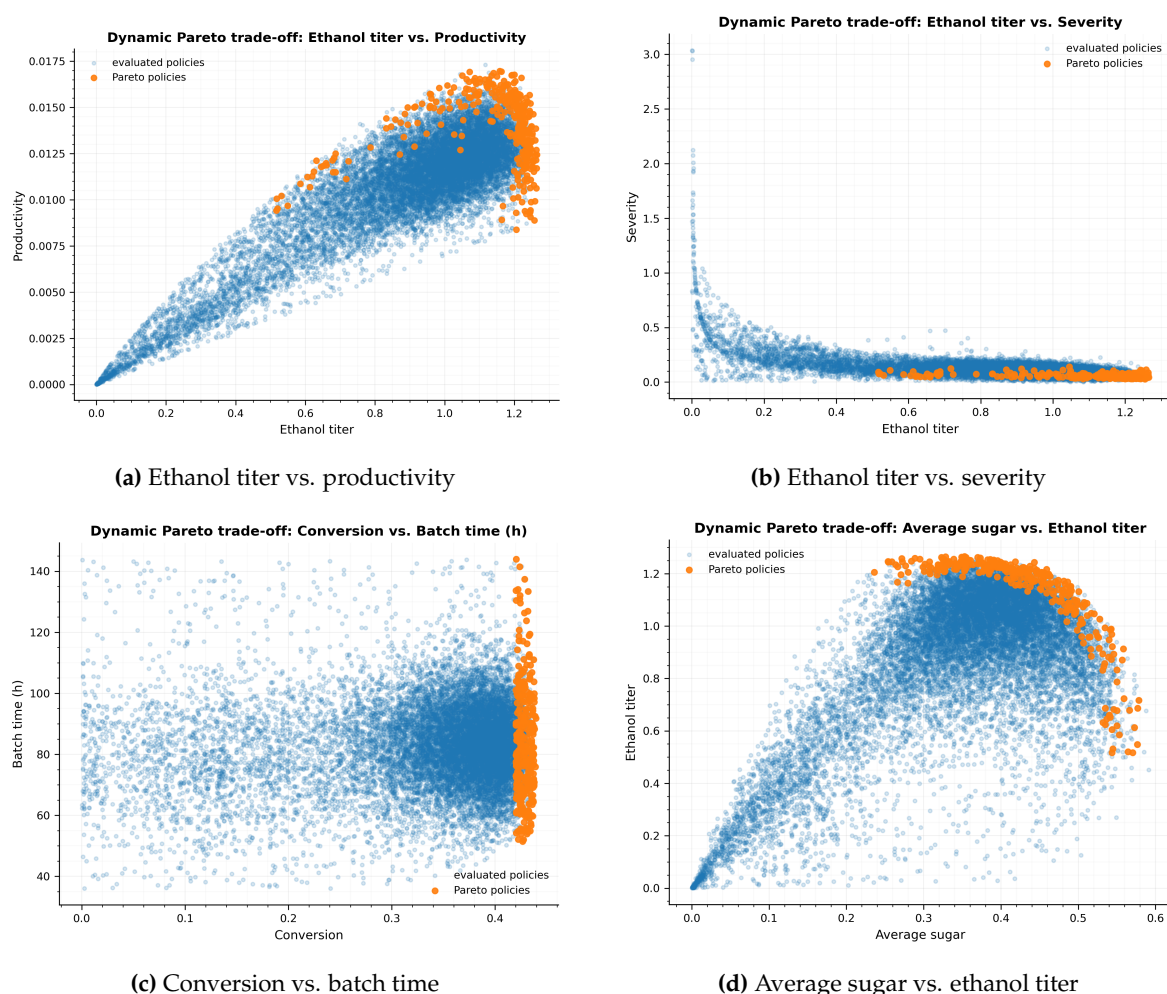 Dynamic Pareto trade-off: Ethanol titer vs. Productivity
evaluated policies
Pareto policies
0.0175
0.0150
0.0125
0.0100
0.0075
0.0050
0.0025
0.0000
Productivity
0.0
0.2
0.4
0.6
0.8
1.0
1.2
Ethanol titer
(a) Ethanol titer vs. productivity
Dynamic Pareto trade-off: Ethanol titer vs. Severity
evaluated policies
Pareto policies
3.0
2.5
2.0
1.5
1.0
0.5
0.0
Severity
0.0
0.2
0.4
0.6
0.8
1.0
1.2
Ethanol titer
(b) Ethanol titer vs. severity
Dynamic Pareto trade-off: Conversion vs. Batch time (h)
140
120
100
80
60
40
Batch time (h)
evaluated policies
Pareto policies
0.0
0.1
0.2
0.3
0.4
Conversion
(c) Conversion vs. batch time
Dynamic Pareto trade-off: Average sugar vs. Ethanol titer
evaluated policies
Pareto policies
1.2
1.0
0.8
0.6
0.4
0.2
0.0
Ethanol titer
0.0
0.1
0.2
0.3
0.4
0.5
0.6
Average sugar
(d) Average sugar vs. ethanol titer